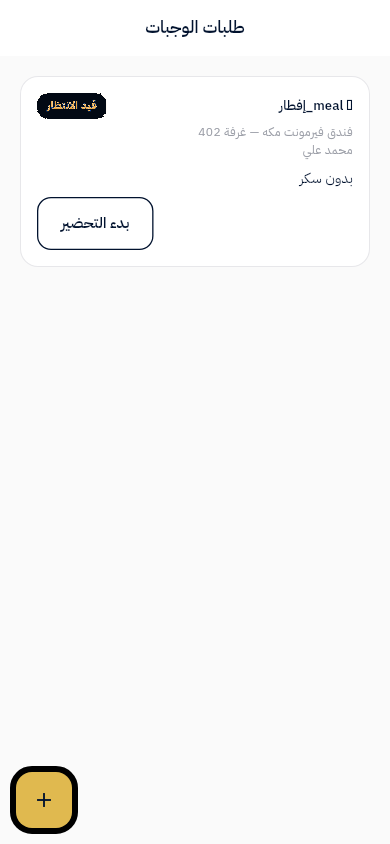 طلبات الوجبات
▯ meal_إفطار
قيد الانتظار
فندق فيرمونت مكه — غرفة 402
محمد علي
بدون سكر
بدء التحضير
+